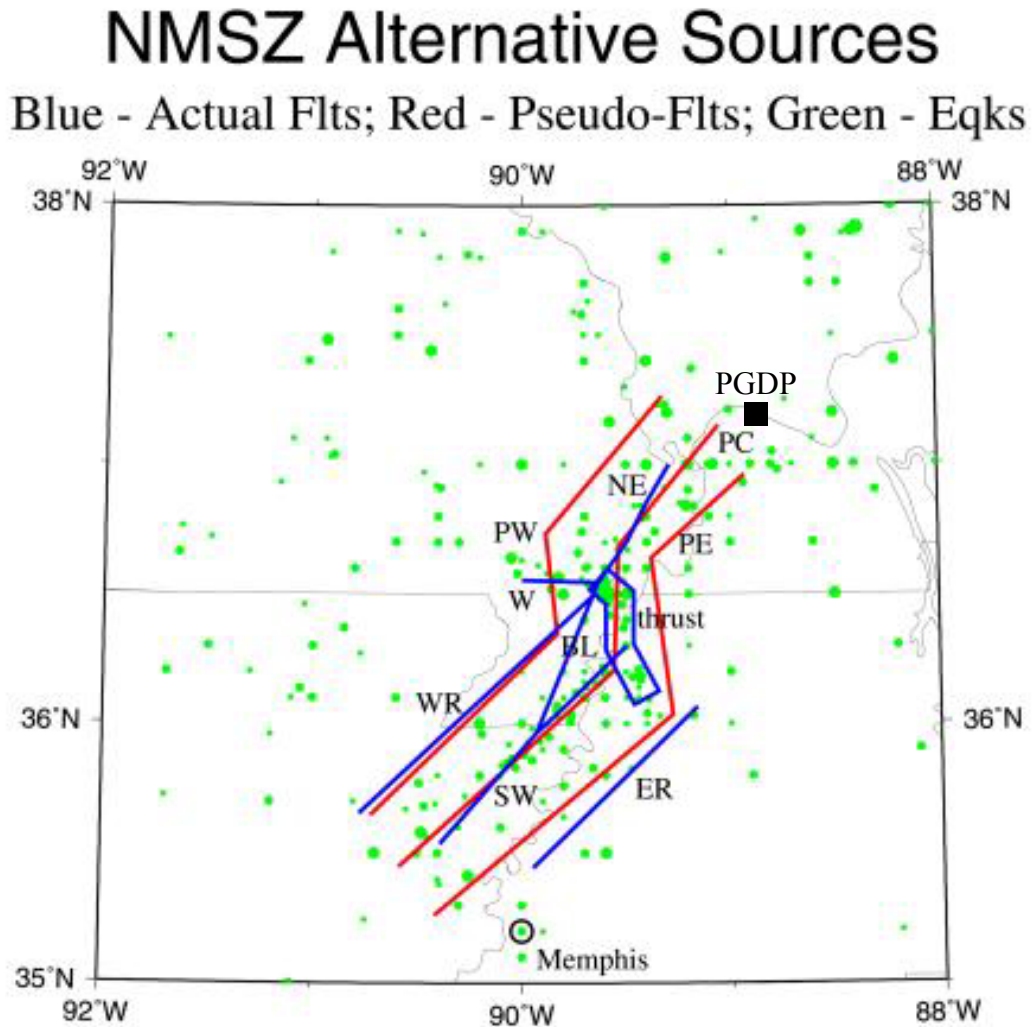 NMSZ Alternative Sources
Blue - Actual Flts; Red - Pseudo-Flts; Green - Eqks
92˚W
90˚W
88˚W
38˚N
38˚N
PGDP
PC
NE
PW
PE
W
thrust
BL
WR
36˚N
36˚N
ER
SW
Memphis
35˚N
35˚N
92˚W
90˚W
88˚W